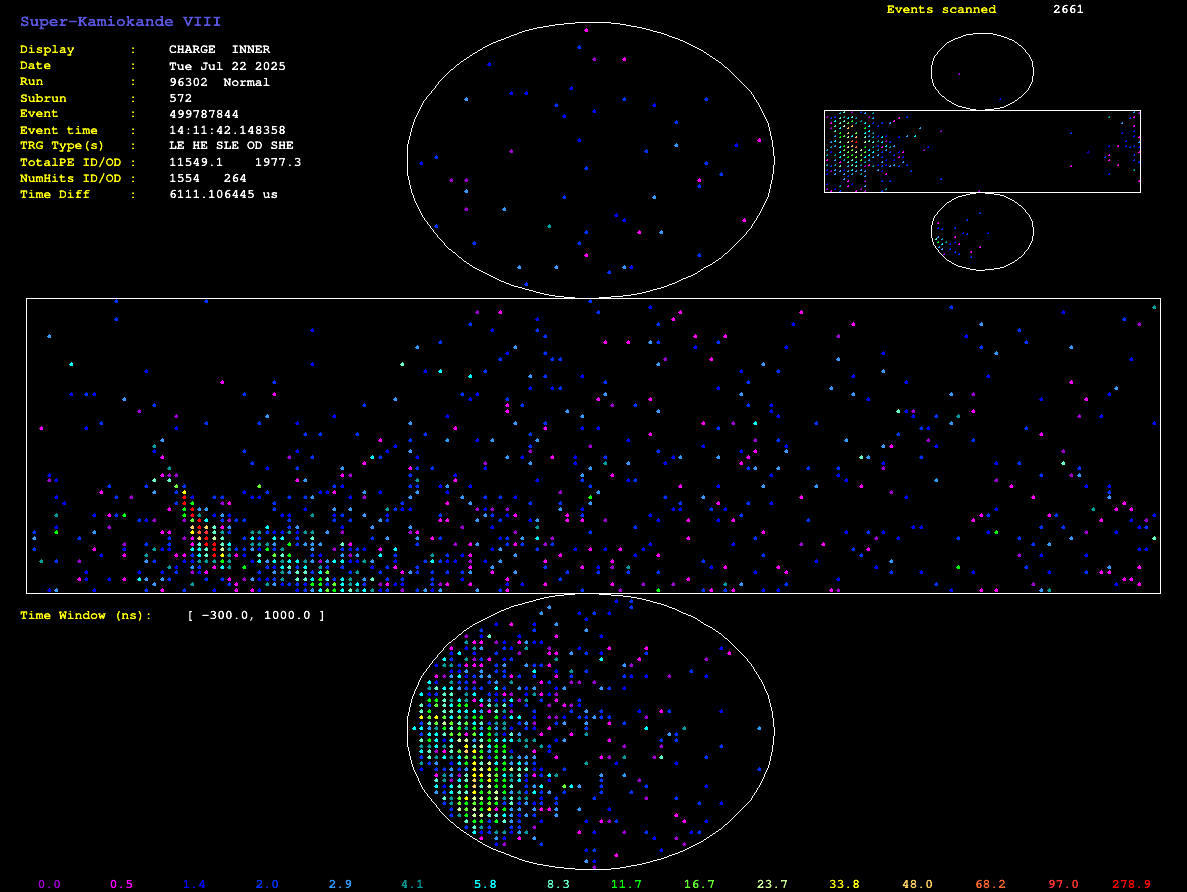 Super-Kamiokande VIII
Display : CHARGE INNER
Date : Tue Jul 22 2025
Run : 96302 Normal
Subrun : 572
Event : 499787844
Event time : 14:11:42.148358
TRG Type(s) : LE HE SLE OD SHE
TotalPE ID/OD : 11549.1 1977.3
NumHits ID/OD : 1554 264
Time Diff : 6111.106445 us
Events scanned 2661
Time Window (ns): [ -300.0, 1000.0 ]
0.0 0.5 1.4 2.0 2.9 4.1 5.8 8.3 11.7 16.7 23.7 33.8 48.0 68.2 97.0 278.9